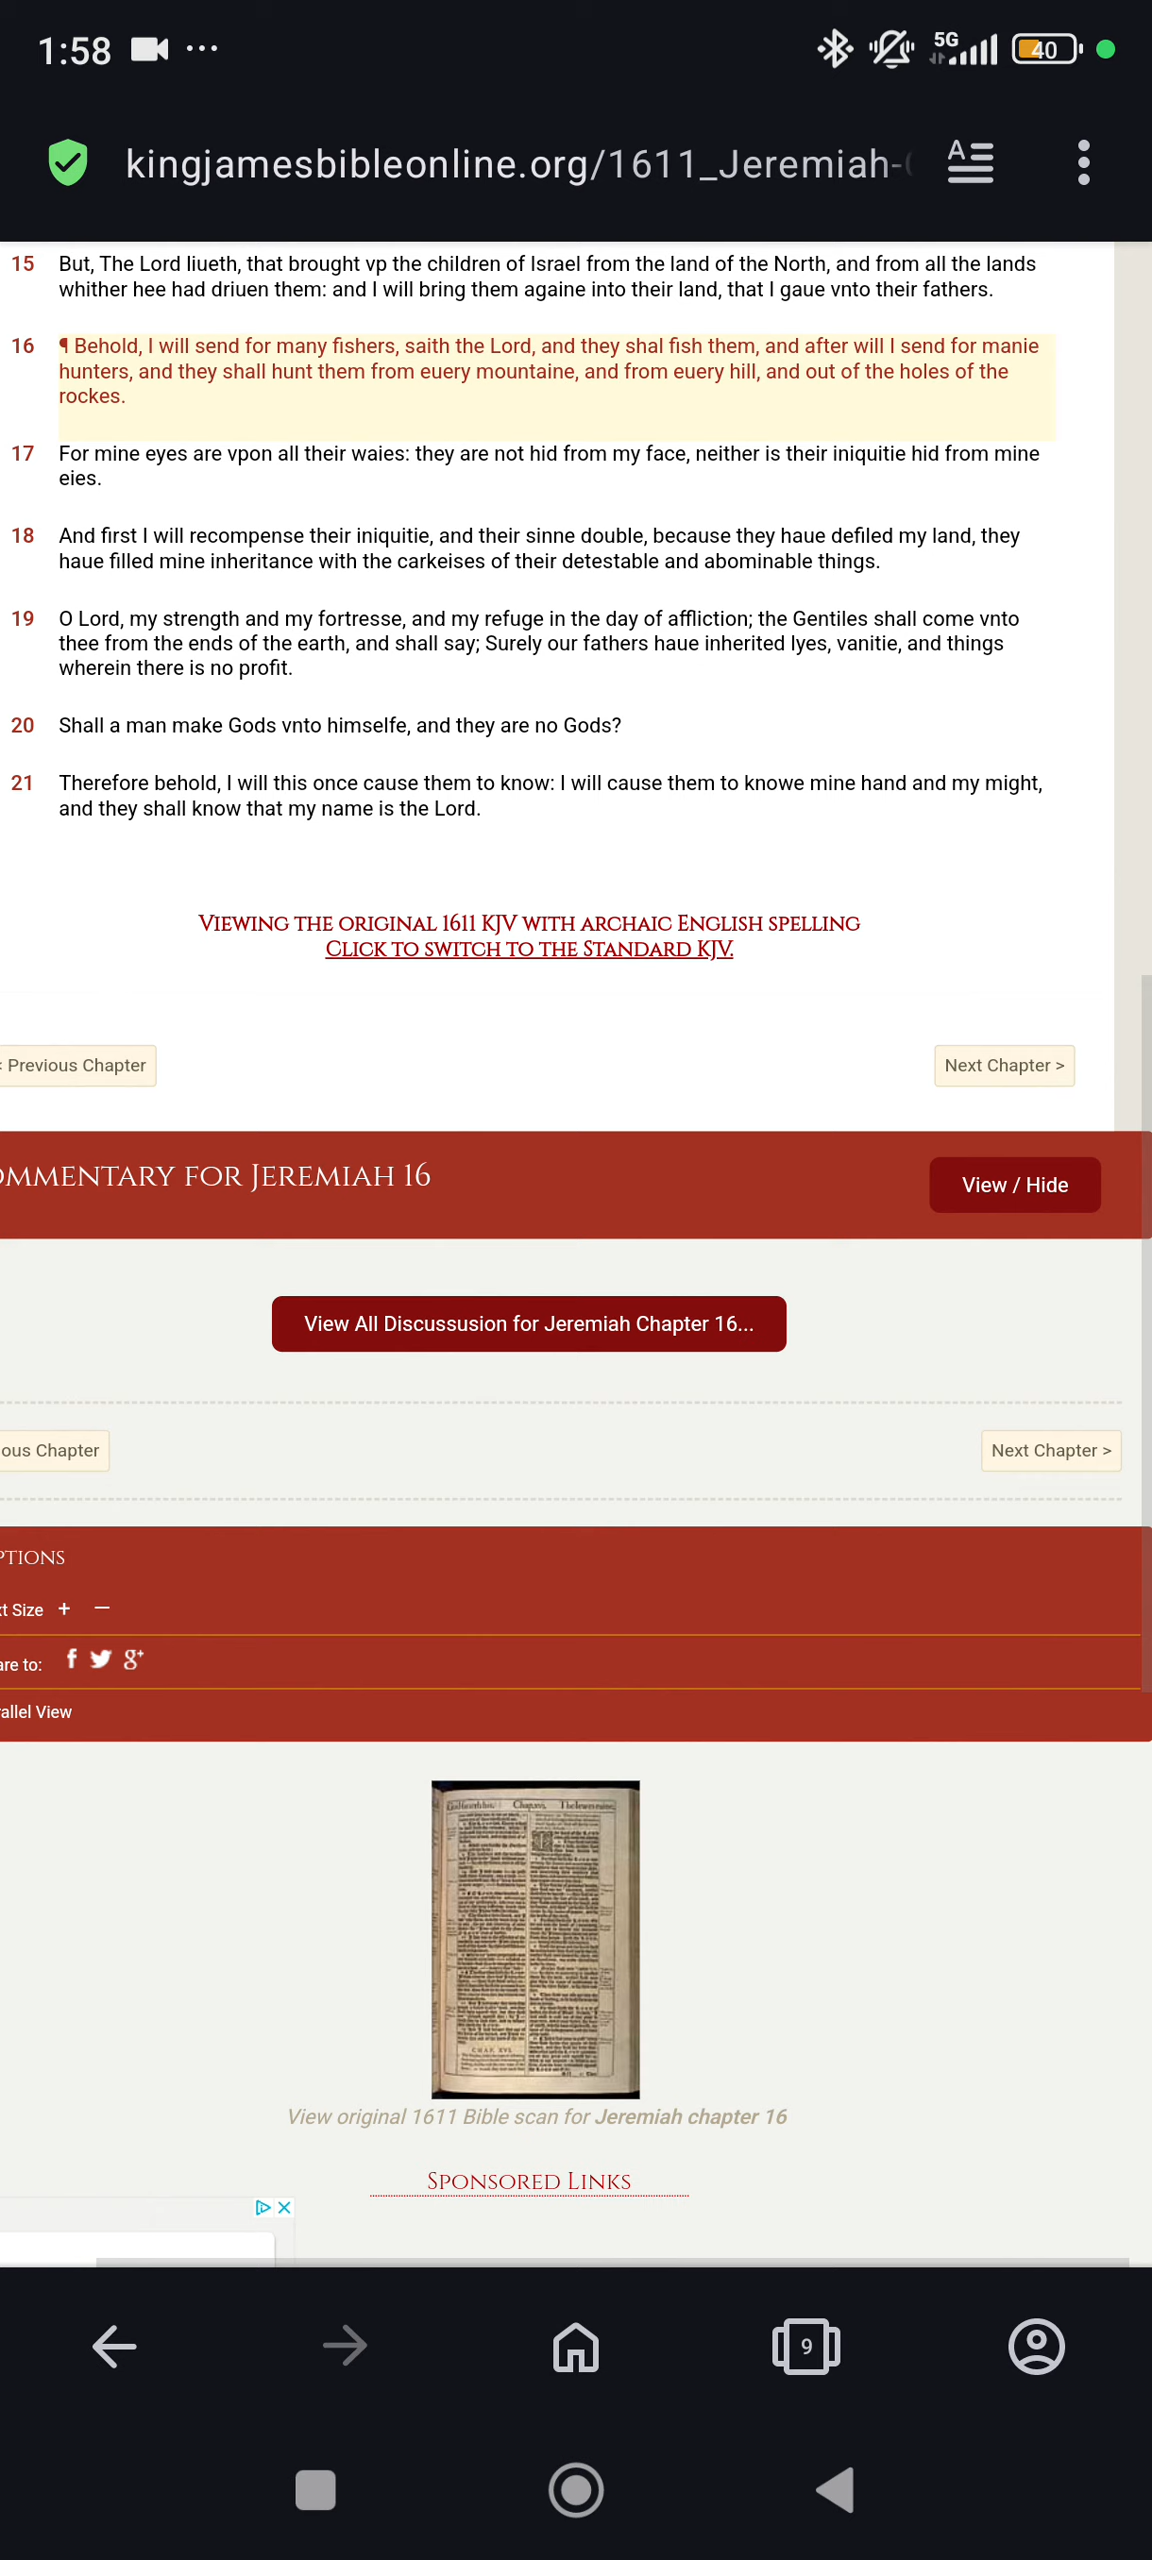 1:58
5G
40
kingjamesbibleonline.org/1611_Jeremiah-
15 But, The Lord liueth, that brought vp the children of Israel from the land of the North, and from all the lands
whither hee had driuen them: and I will bring them againe into their land, that I gaue vnto their fathers.
16 ¶ Behold, I will send for many fishers, saith the Lord, and they shal fish them, and after will I send for manie
hunters, and they shall hunt them from euery mountaine, and from euery hill, and out of the holes of the
rockes.
17 For mine eyes are vpon all their waies: they are not hid from my face, neither is their iniquitie hid from mine
eies.
18 And first I will recompense their iniquitie, and their sinne double, because they haue defiled my land, they
haue filled mine inheritance with the carkeises of their detestable and abominable things.
19 O Lord, my strength and my fortresse, and my refuge in the day of affliction; the Gentiles shall come vnto
thee from the ends of the earth, and shall say; Surely our fathers haue inherited lyes, vanitie, and things
wherein there is no profit.
20 Shall a man make Gods vnto himselfe, and they are no Gods?
21 Therefore behold, I will this once cause them to know: I will cause them to knowe mine hand and my might,
and they shall know that my name is the Lord.
Viewing the original 1611 KJV with archaic English spelling
Click to switch to the Standard KJV.
< Previous Chapter
Next Chapter >
ommentary for Jeremiah 16
View / Hide
View All Discussusion for Jeremiah Chapter 16...
ous Chapter
Next Chapter >
ptions
xt Size + −
are to: f g+
allel View
Chap.xvi.
CHAP. XVI.
View original 1611 Bible scan for Jeremiah chapter 16
Sponsored Links
9